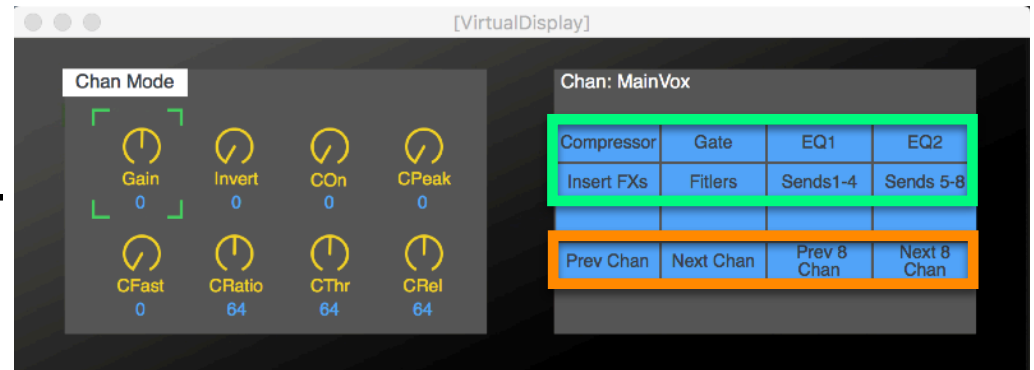 [VirtualDisplay]
Chan Mode
Gain Invert COn CPeak
0 0 0 0
CFast CRatio CThr CRel
0 64 64 64
Chan: MainVox
Compressor Gate EQ1 EQ2
Insert FXs Fitlers Sends1-4 Sends 5-8
Prev Chan Next Chan Prev 8 Chan Next 8 Chan